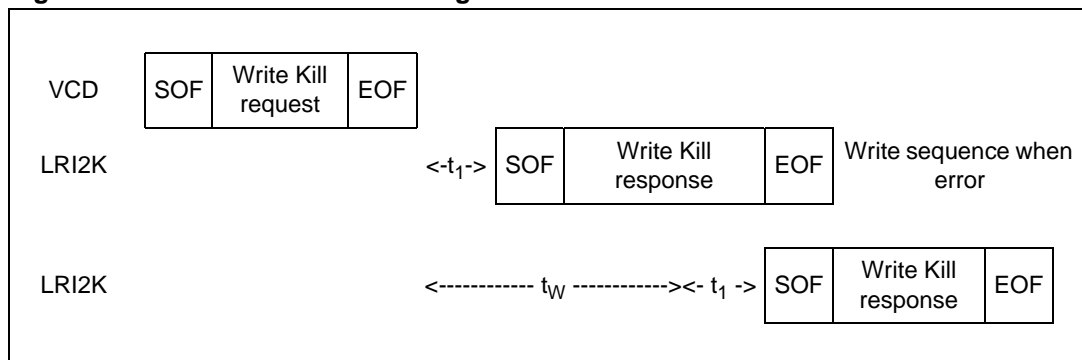 VCD SOF Write Kill request EOF
LRI2K <-t1-> SOF Write Kill response EOF Write sequence when error
LRI2K <------------ tW ------------><- t1 -> SOF Write Kill response EOF